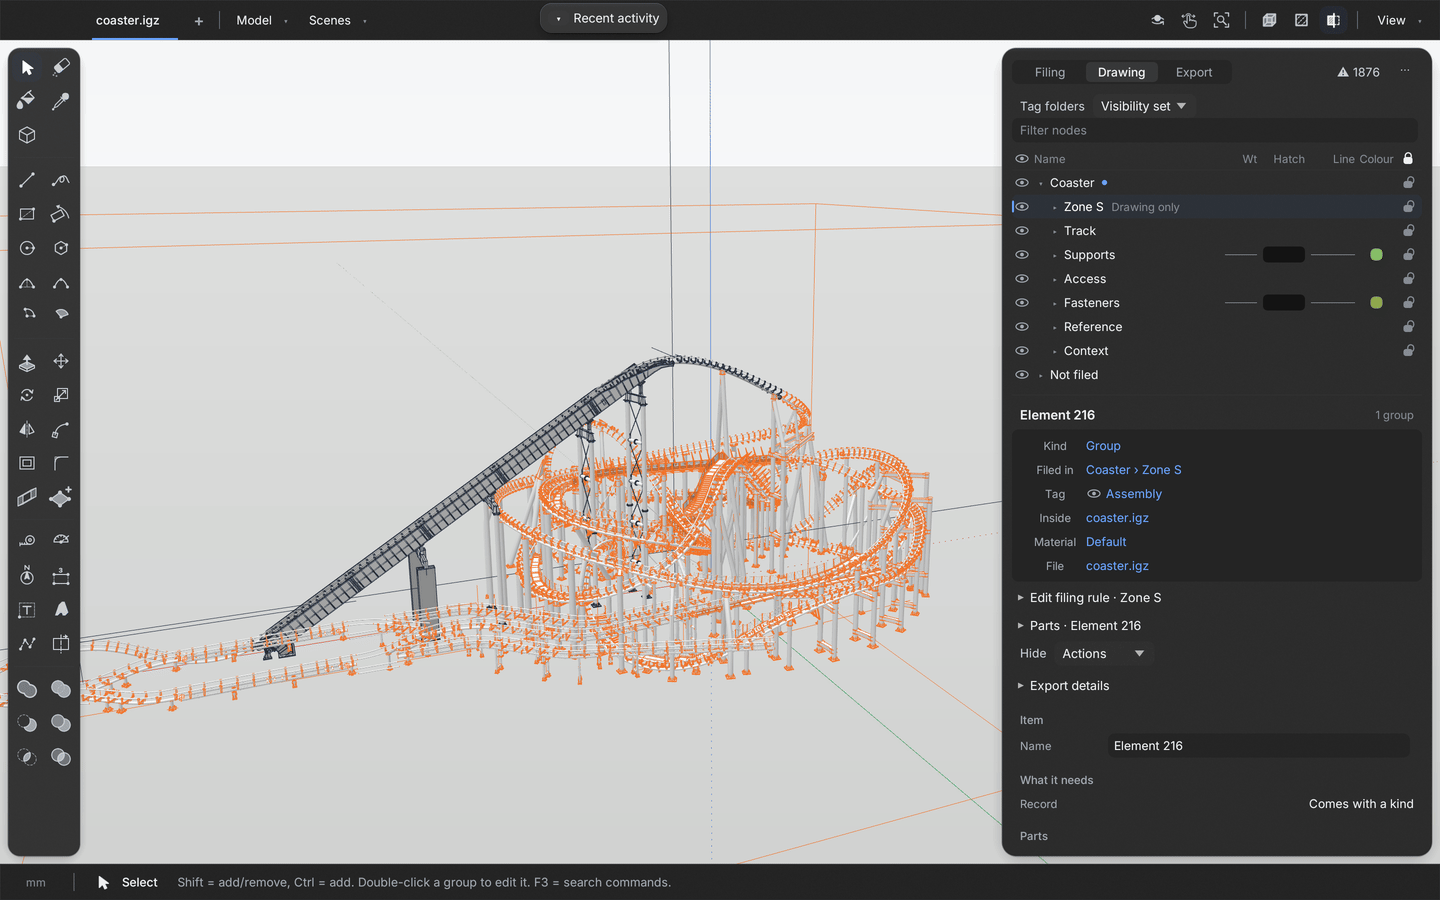 coaster.igz + Model Scenes Recent activity View
Filing Drawing Export 1876 ...
Tag folders Visibility set
Filter nodes
Name Wt Hatch Line Colour
Coaster
Zone S Drawing only
Track
Supports
Access
Fasteners
Reference
Context
Not filed
Element 216 1 group
Kind Group
Filed in Coaster › Zone S
Tag Assembly
Inside coaster.igz
Material Default
File coaster.igz
Edit filing rule · Zone S
Parts · Element 216
Hide Actions
Export details
Item
Name Element 216
What it needs
Record Comes with a kind
Parts
N 3
T A
mm Select Shift = add/remove, Ctrl = add. Double-click a group to edit it. F3 = search commands.